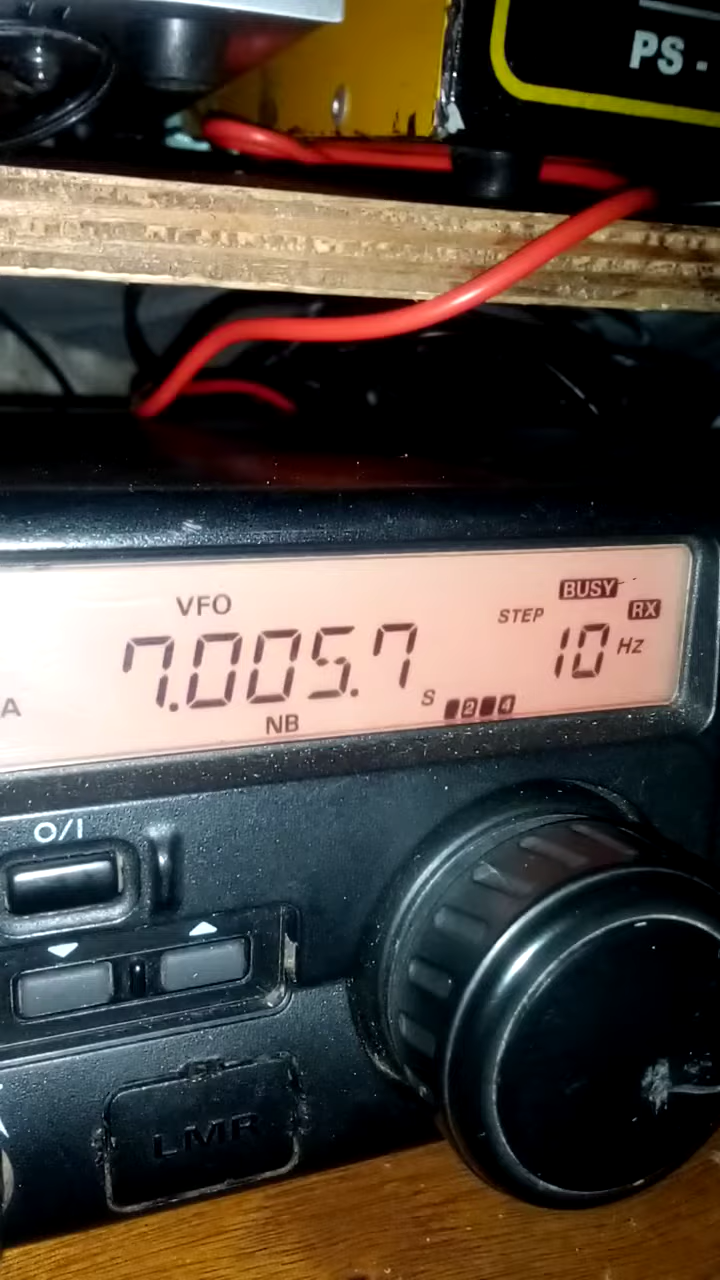 PS -
VFO
BUSY
STEP
RX
7.005.7
10 Hz
A
NB
S 2 4
O/I
LMR